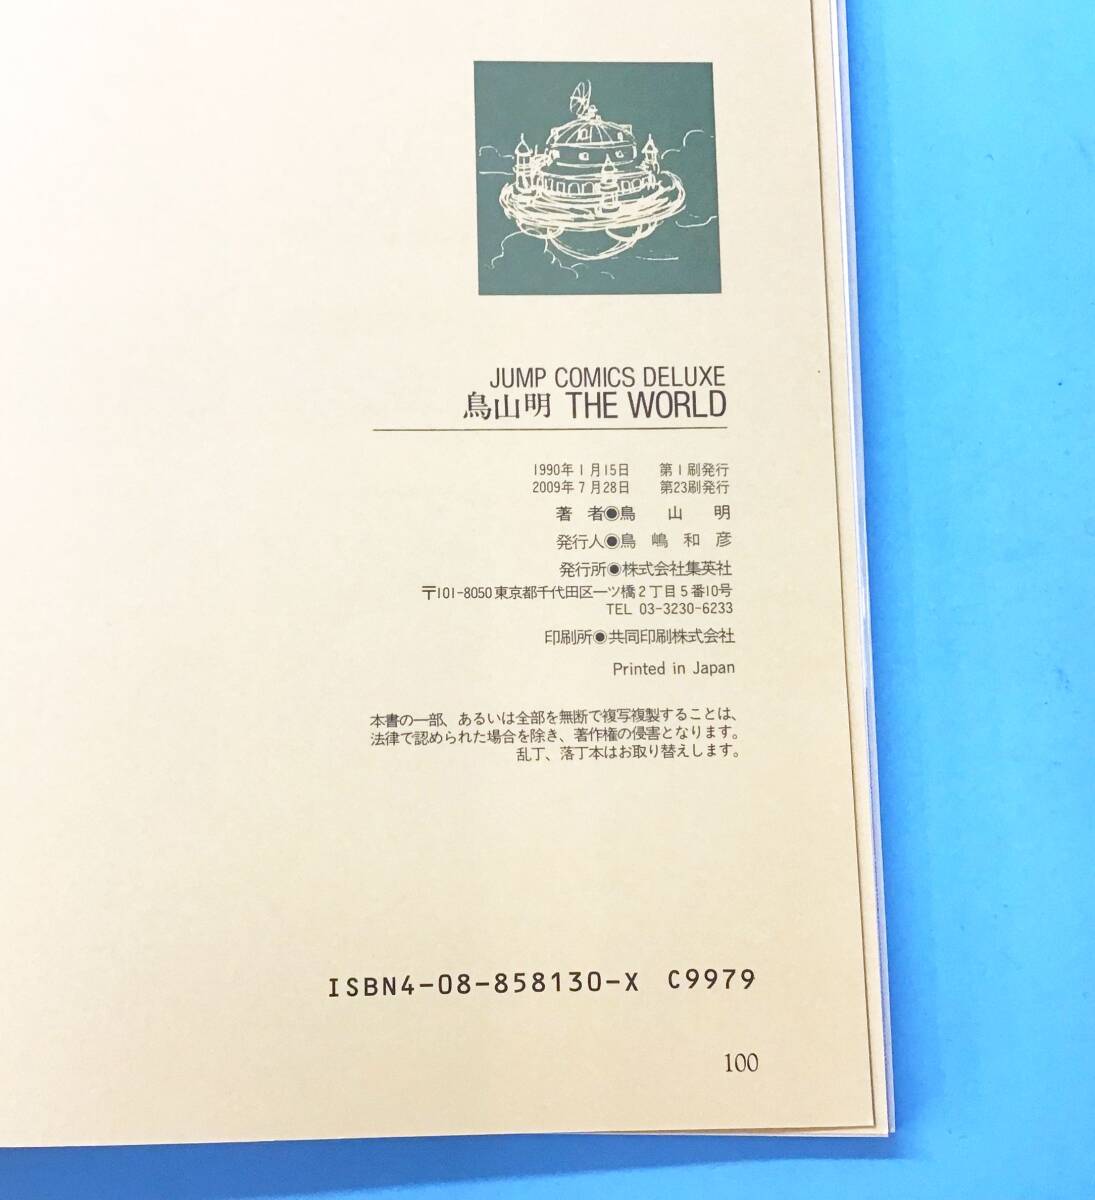 JUMP COMICS DELUXE
鳥山明 THE WORLD
1990年1月15日 第1刷発行
2009年7月28日 第23刷発行
著者◉鳥山明
発行人◉鳥嶋和彦
発行所◉株式会社集英社
〒101-8050 東京都千代田区一ツ橋2丁目5番10号
TEL 03-3230-6233
印刷所◉共同印刷株式会社
Printed in Japan
本書の一部、あるいは全部を無断で複写複製することは、
法律で認められた場合を除き、著作権の侵害となります。
乱丁、落丁本はお取り替えします。
ISBN4-08-858130-X C9979
100